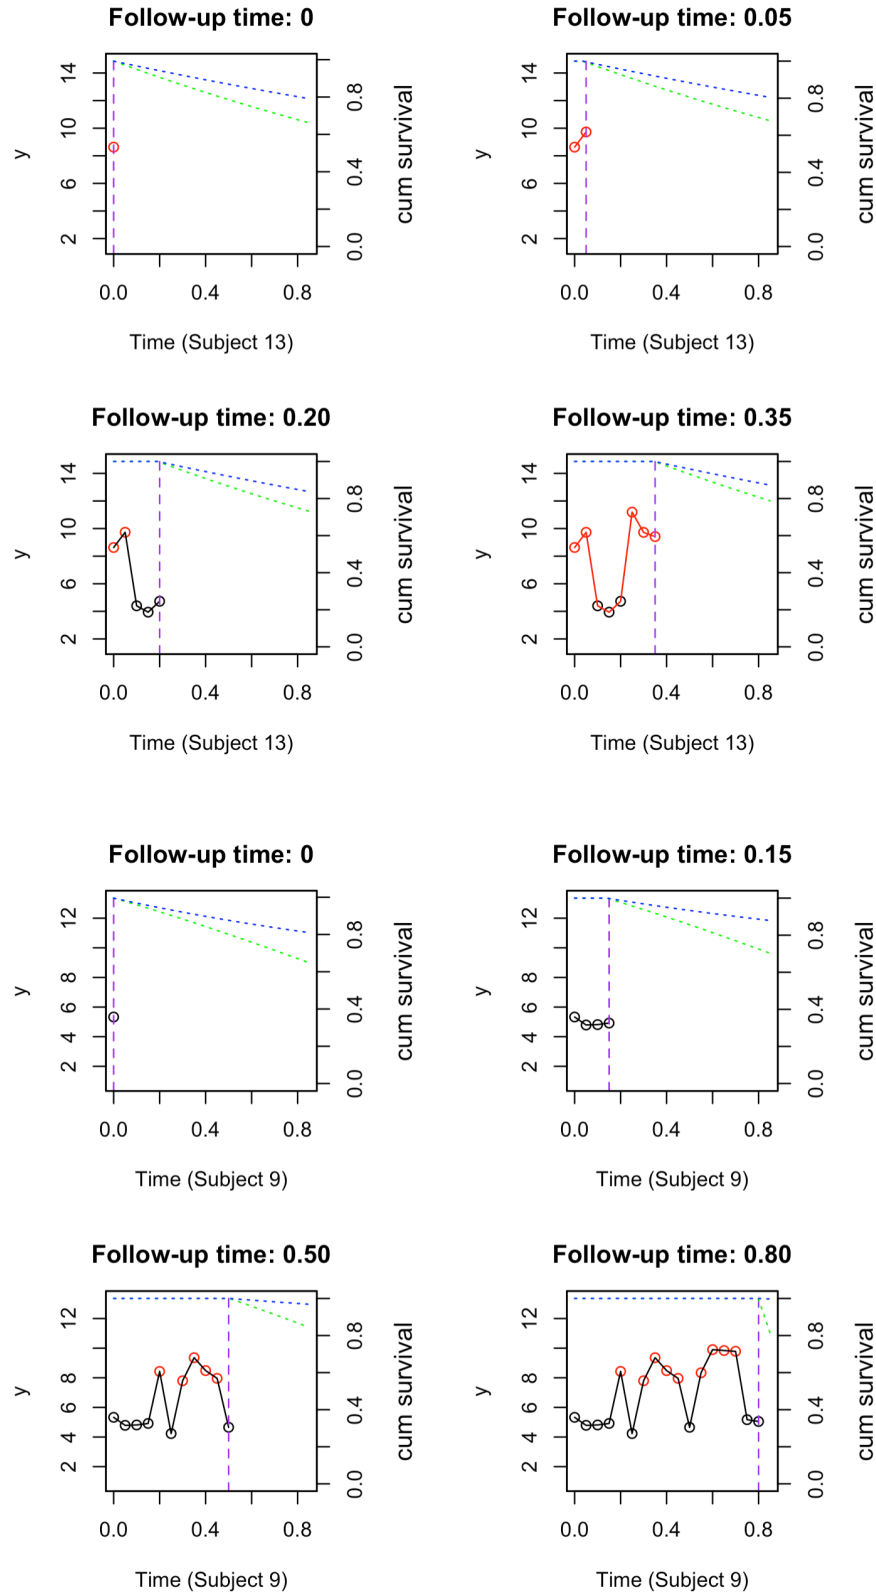 Follow-up time: 0
Follow-up time: 0.05
y
2 6 10 14
0.0 0.4 0.8
cum survival
0.0 0.4 0.8
Time (Subject 13)
y
2 6 10 14
0.0 0.4 0.8
cum survival
0.0 0.4 0.8
Time (Subject 13)
Follow-up time: 0.20
Follow-up time: 0.35
y
2 6 10 14
0.0 0.4 0.8
cum survival
0.0 0.4 0.8
Time (Subject 13)
y
2 6 10 14
0.0 0.4 0.8
cum survival
0.0 0.4 0.8
Time (Subject 13)
Follow-up time: 0
Follow-up time: 0.15
y
2 4 6 8 12
0.0 0.4 0.8
cum survival
0.0 0.4 0.8
Time (Subject 9)
y
2 4 6 8 12
0.0 0.4 0.8
cum survival
0.0 0.4 0.8
Time (Subject 9)
Follow-up time: 0.50
Follow-up time: 0.80
y
2 4 6 8 12
0.0 0.4 0.8
cum survival
0.0 0.4 0.8
Time (Subject 9)
y
2 4 6 8 12
0.0 0.4 0.8
cum survival
0.0 0.4 0.8
Time (Subject 9)